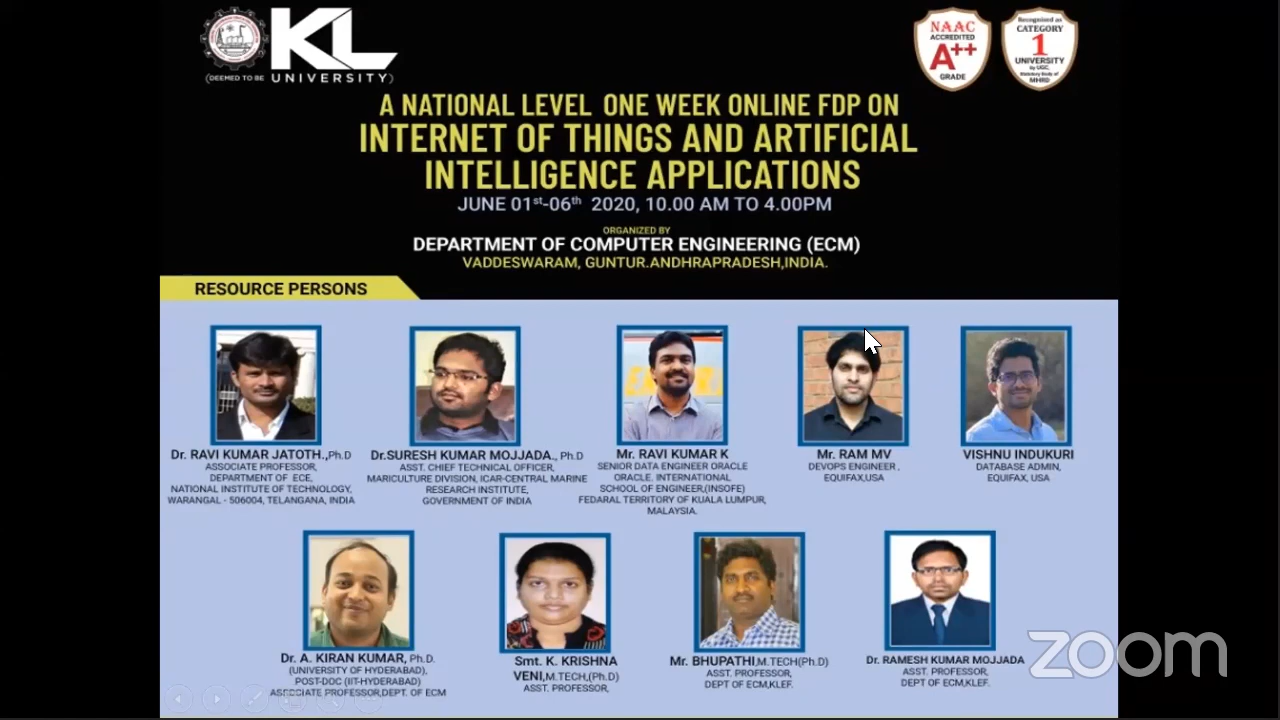 KL
(DEEMED TO BE UNIVERSITY)
NAAC
ACCREDITED
A++
GRADE
Recognised as
CATEGORY
1
UNIVERSITY
by UGC
Statutory Body of
MHRD
A NATIONAL LEVEL ONE WEEK ONLINE FDP ON
INTERNET OF THINGS AND ARTIFICIAL
INTELLIGENCE APPLICATIONS
JUNE 01st-06th 2020, 10.00 AM TO 4.00PM
ORGANIZED BY
DEPARTMENT OF COMPUTER ENGINEERING (ECM)
VADDESWARAM, GUNTUR.ANDHRAPRADESH,INDIA.
RESOURCE PERSONS
Dr. RAVI KUMAR JATOTH.,Ph.D
ASSOCIATE PROFESSOR,
DEPARTMENT OF ECE,
NATIONAL INSTITUTE OF TECHNOLOGY,
WARANGAL - 506004, TELANGANA, INDIA
Dr.SURESH KUMAR MOJJADA., Ph.D
ASST. CHIEF TECHNICAL OFFICER,
MARICULTURE DIVISION, ICAR-CENTRAL MARINE
RESEARCH INSTITUTE,
GOVERNMENT OF INDIA
Mr. RAVI KUMAR K
SENIOR DATA ENGINEER ORACLE
ORACLE. INTERNATIONAL
SCHOOL OF ENGINEER,(INSOFE)
FEDARAL TERRITORY OF KUALA LUMPUR,
MALAYSIA.
Mr. RAM MV
DEVOPS ENGINEER ,
EQUIFAX,USA
VISHNU INDUKURI
DATABASE ADMIN,
EQUIFAX, USA
Dr. A. KIRAN KUMAR, Ph.D.
(UNIVERSITY OF HYDERABAD),
POST-DOC (IIT-HYDERABAD)
ASSOCIATE PROFESSOR,DEPT. OF ECM
Smt. K. KRISHNA
VENI,M.TECH,(Ph.D)
ASST. PROFESSOR,
Mr. BHUPATHI,M.TECH(Ph.D)
ASST. PROFESSOR,
DEPT OF ECM,KLEF.
Dr. RAMESH KUMAR MOJJADA
ASST. PROFESSOR,
DEPT OF ECM,KLEF.
zoom